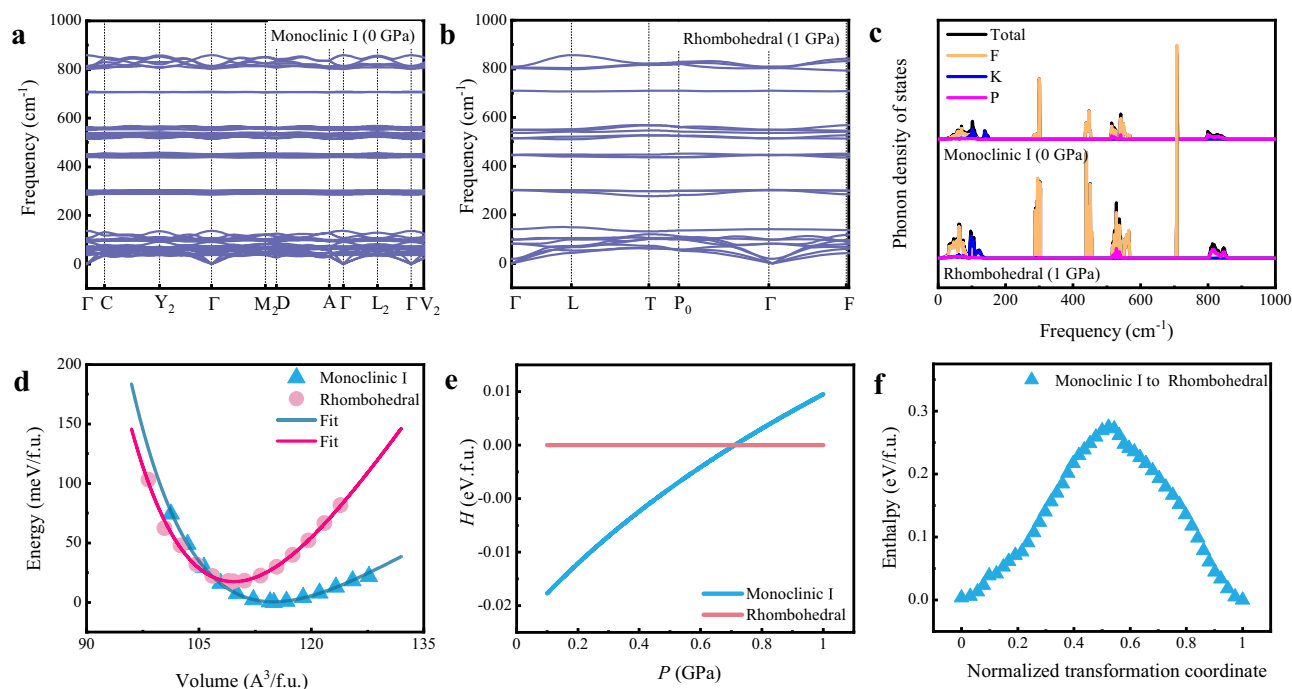 a
Monoclinic I (0 GPa)
1000
800
600
400
200
0
Frequency (cm-1)
Γ C Y2 Γ M2 D A Γ L2 Γ V2
b
Rhombohedral (1 GPa)
1000
800
600
400
200
0
Frequency (cm-1)
Γ L T P0 Γ F
c
Total
F
K
P
Monoclinic I (0 GPa)
Rhombohedral (1 GPa)
Phonon density of states
0 200 400 600 800 1000
Frequency (cm-1)
d
Monoclinic I
Rhombohedral
Fit
Fit
200
150
100
50
0
Energy (meV/f.u.)
90 105 120 135
Volume (A3/f.u.)
e
0.01
0.00
-0.00
-0.01
-0.02
H (eV.f.u.)
Monoclinic I
Rhombohedral
0 0.2 0.4 0.6 0.8 1
P (GPa)
f
Monoclinic I to Rhombohedral
0.3
0.2
0.1
0.0
Enthalpy (eV/f.u.)
0 0.2 0.4 0.6 0.8 1
Normalized transformation coordinate